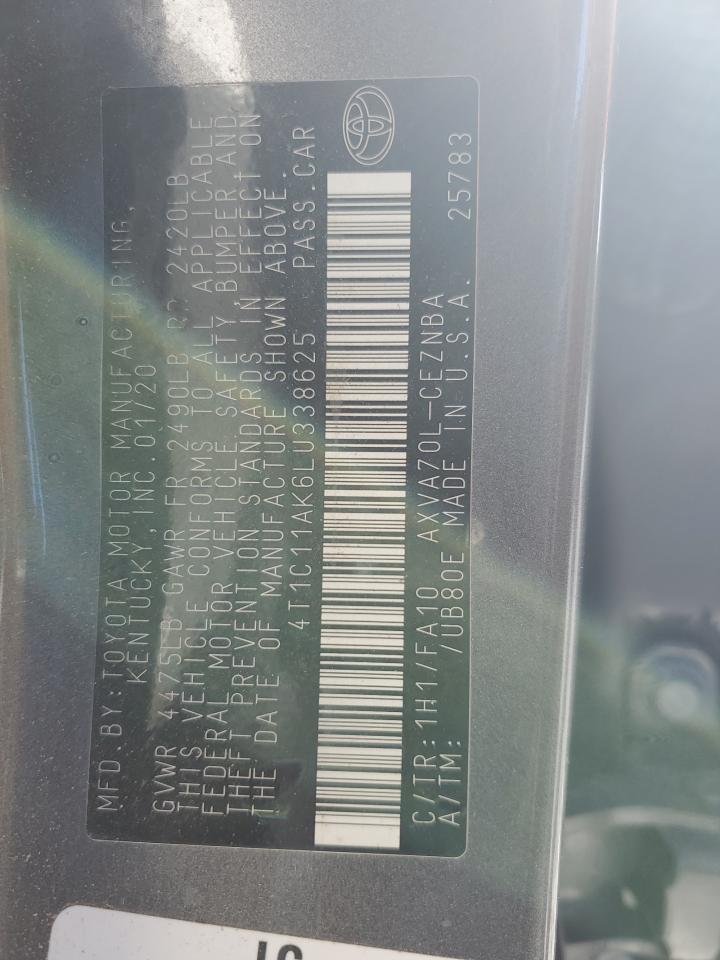 MFD.BY:TOYOTA MOTOR MANUFACTURING,
KENTUCKY, INC.01/20
GVWR 4475LB GAWR FR 2490LB RR 2420LB
THIS VEHICLE CONFORMS TO ALL APPLICABLE
FEDERAL MOTOR VEHICLE SAFETY, BUMPER AND
THEFT PREVENTION STANDARDS IN EFFECT ON
THE DATE OF MANUFACTURE SHOWN ABOVE.
4T1C11AK6LU338625 PASS.CAR
C/TR:1H1/FA10 AXVA70L-CEZNBA
A/TM: /UB80E MADE IN U.S.A. 25783